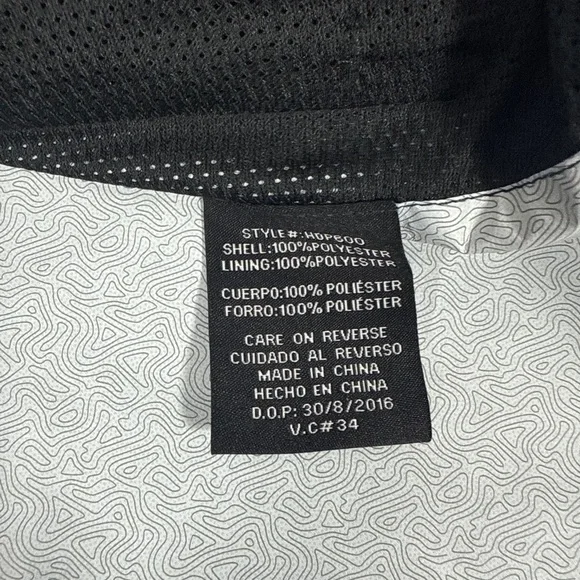 STYLE#:HDP600
SHELL:100%POLYESTER
LINING:100%POLYESTER
CUERPO:100% POLIÉSTER
FORRO:100% POLIÉSTER
CARE ON REVERSE
CUIDADO AL REVERSO
MADE IN CHINA
HECHO EN CHINA
D.O.P: 30/8/2016
V.C#34